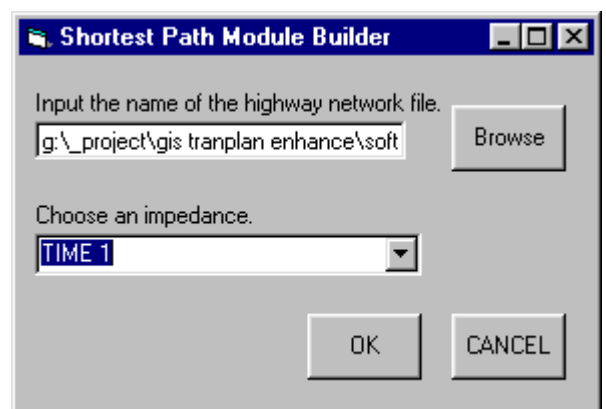 Shortest Path Module Builder
Input the name of the highway network file.
g:\_project\gis tranplan enhance\soft
Browse
Choose an impedance.
TIME 1
OK
CANCEL